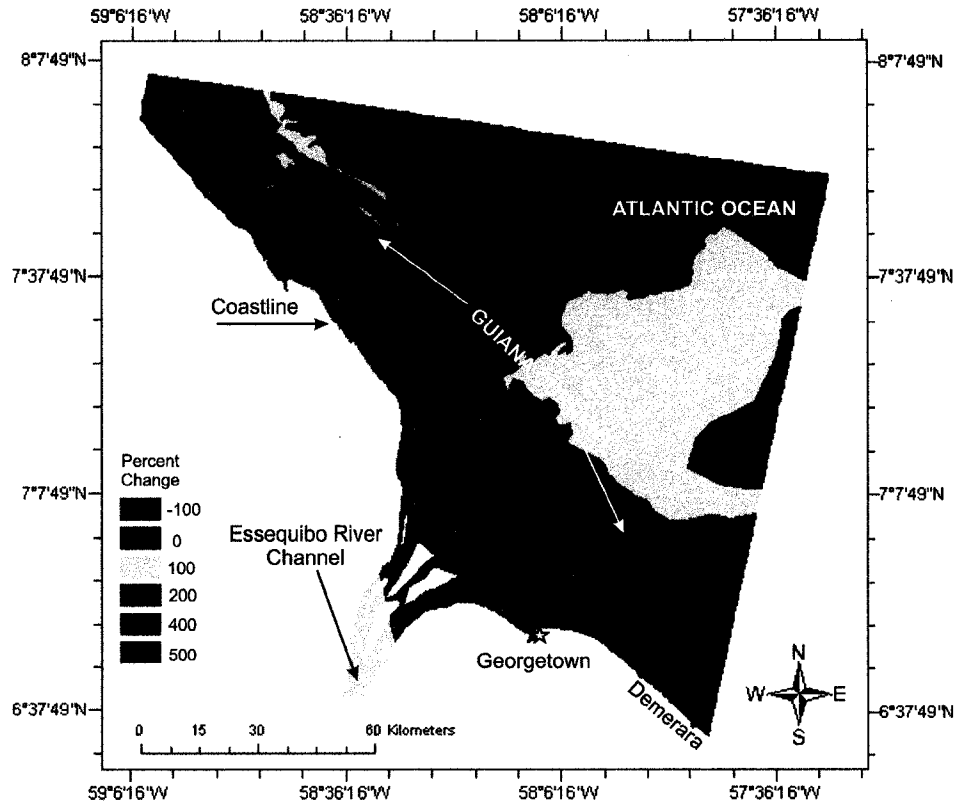 59°6'16"W 58°36'16"W 58°6'16"W 57°36'16"W
8°7'49"N 8°7'49"N
ATLANTIC OCEAN
7°37'49"N 7°37'49"N
Coastline
GUIANA
Percent
Change
-100
0
100
200
400
500
7°7'49"N 7°7'49"N
Essequibo River
Channel
Georgetown
Demerara
N
W E
S
6°37'49"N 6°37'49"N
0 15 30 60 Kilometers
59°6'16"W 58°36'16"W 58°6'16"W 57°36'16"W